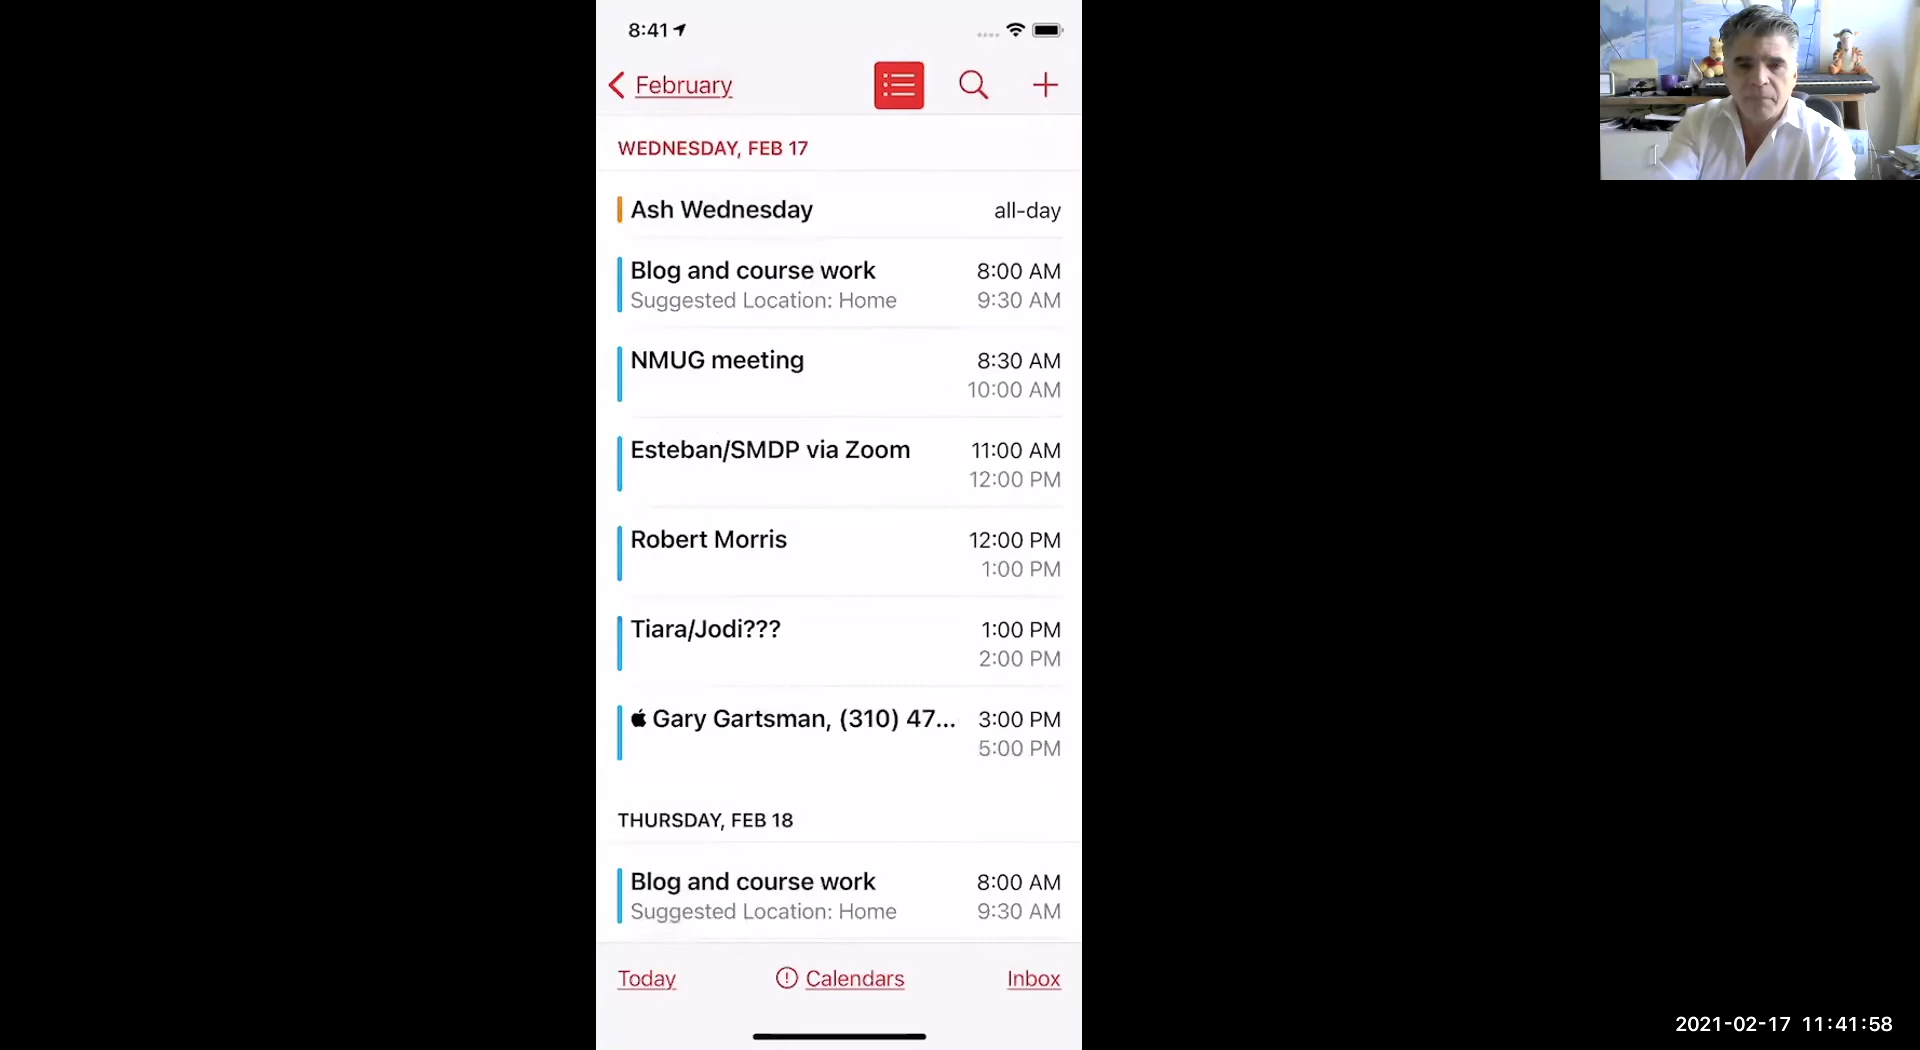 8:41
February
WEDNESDAY, FEB 17
Ash Wednesday all-day
Blog and course work 8:00 AM
Suggested Location: Home 9:30 AM
NMUG meeting 8:30 AM
10:00 AM
Esteban/SMDP via Zoom 11:00 AM
12:00 PM
Robert Morris 12:00 PM
1:00 PM
Tiara/Jodi??? 1:00 PM
2:00 PM
Gary Gartsman, (310) 47... 3:00 PM
5:00 PM
THURSDAY, FEB 18
Blog and course work 8:00 AM
Suggested Location: Home 9:30 AM
Today Calendars Inbox
2021-02-17 11:41:58